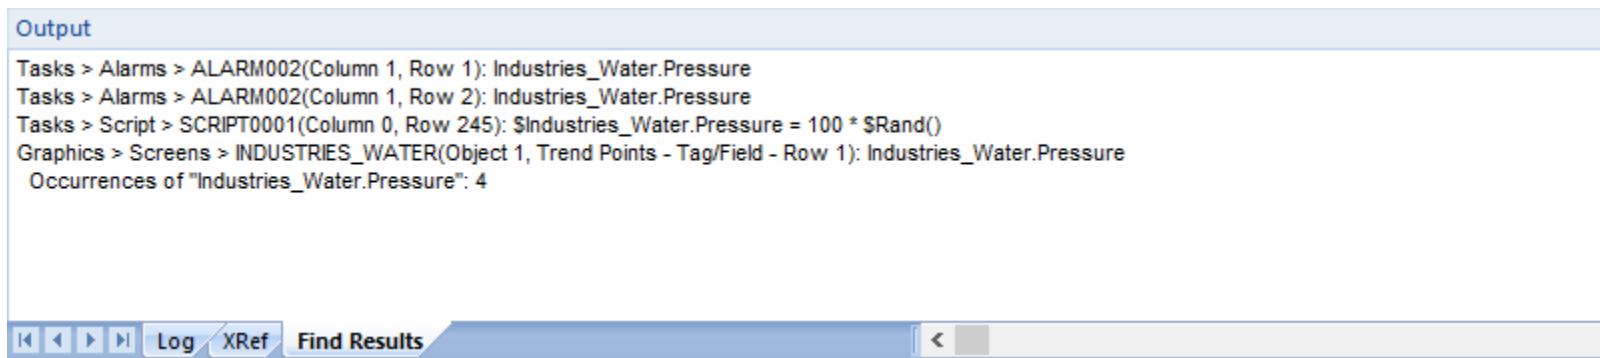 Output
Tasks > Alarms > ALARM002(Column 1, Row 1): Industries_Water.Pressure
Tasks > Alarms > ALARM002(Column 1, Row 2): Industries_Water.Pressure
Tasks > Script > SCRIPT0001(Column 0, Row 245): $Industries_Water.Pressure = 100 * $Rand()
Graphics > Screens > INDUSTRIES_WATER(Object 1, Trend Points - Tag/Field - Row 1): Industries_Water.Pressure
Occurrences of "Industries_Water.Pressure": 4
Log XRef Find Results